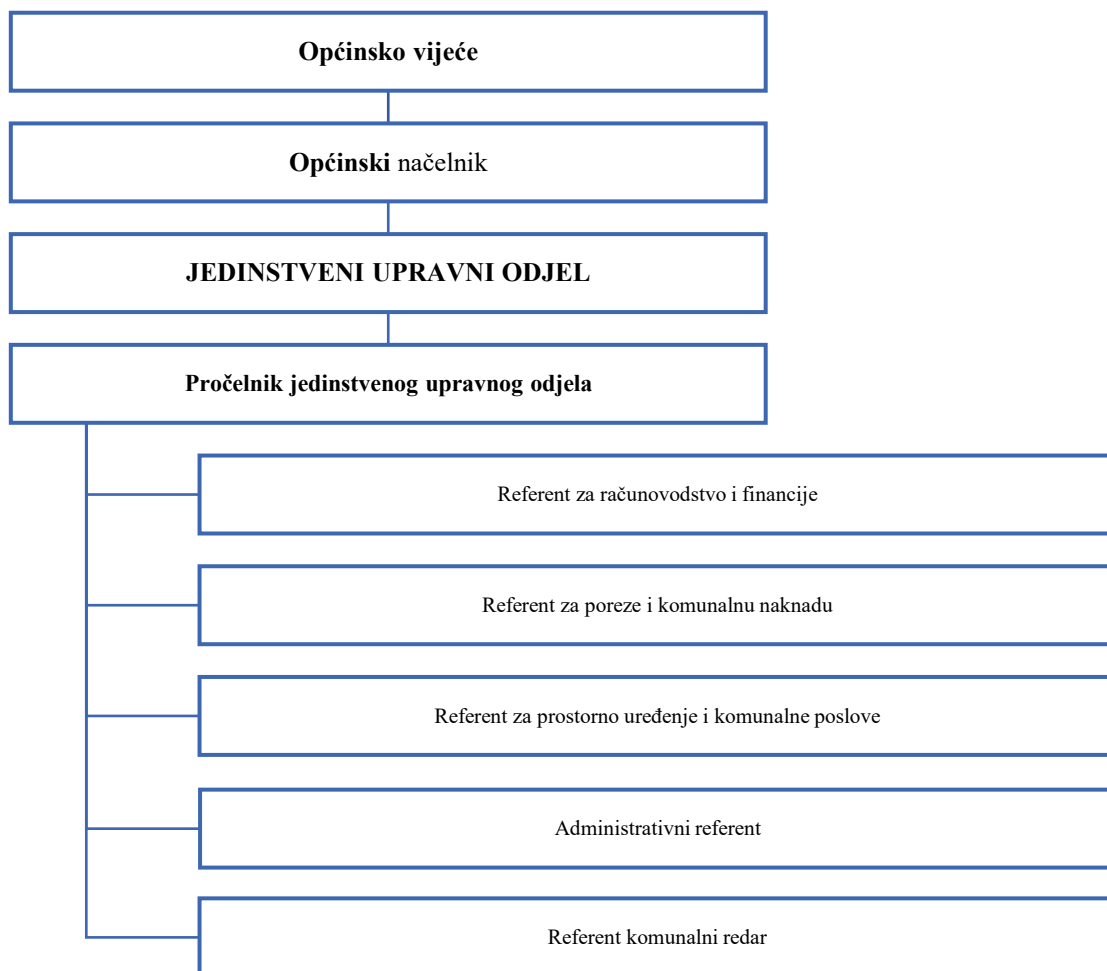 Općinsko vijeće
Općinski načelnik
JEDINSTVENI UPRAVNI ODJEL
Pročelnik jedinstvenog upravnog odjela
Referent za računovodstvo i financije
Referent za poreze i komunalnu naknadu
Referent za prostorno uređenje i komunalne poslove
Administrativni referent
Referent komunalni redar